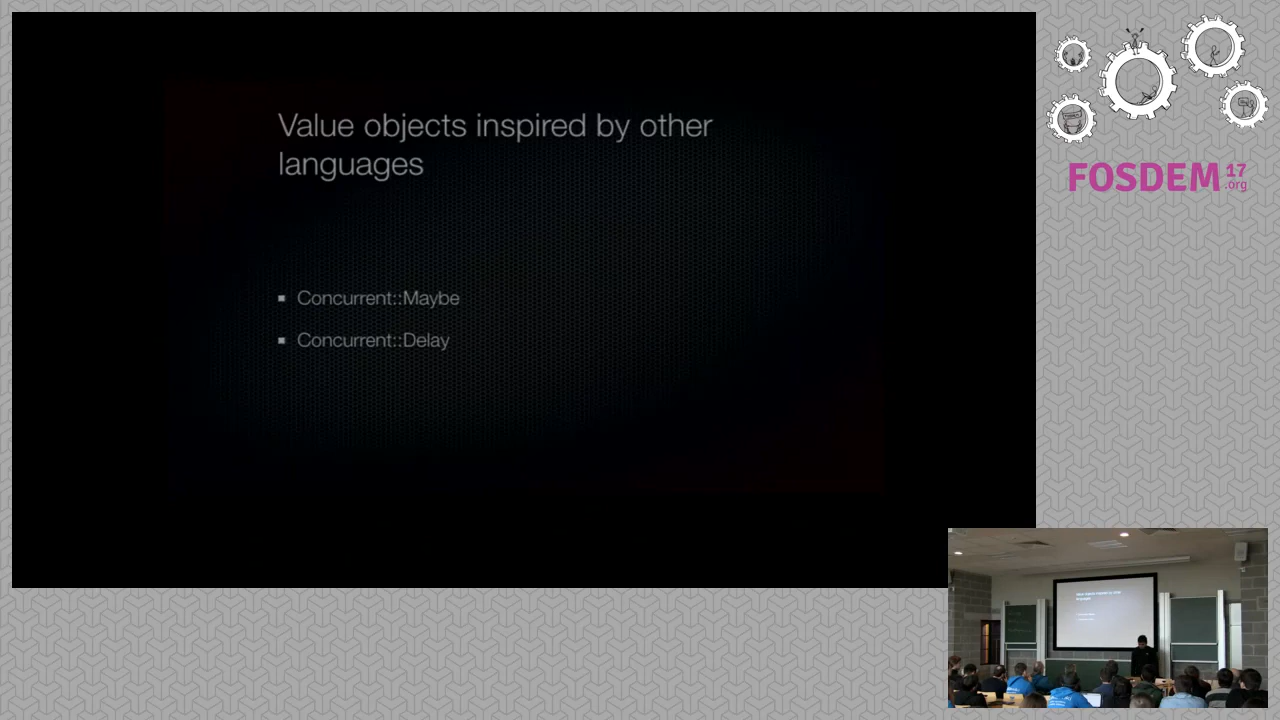 Value objects inspired by other
languages
Concurrent::Maybe
Concurrent::Delay
FOSDEM 17
.org